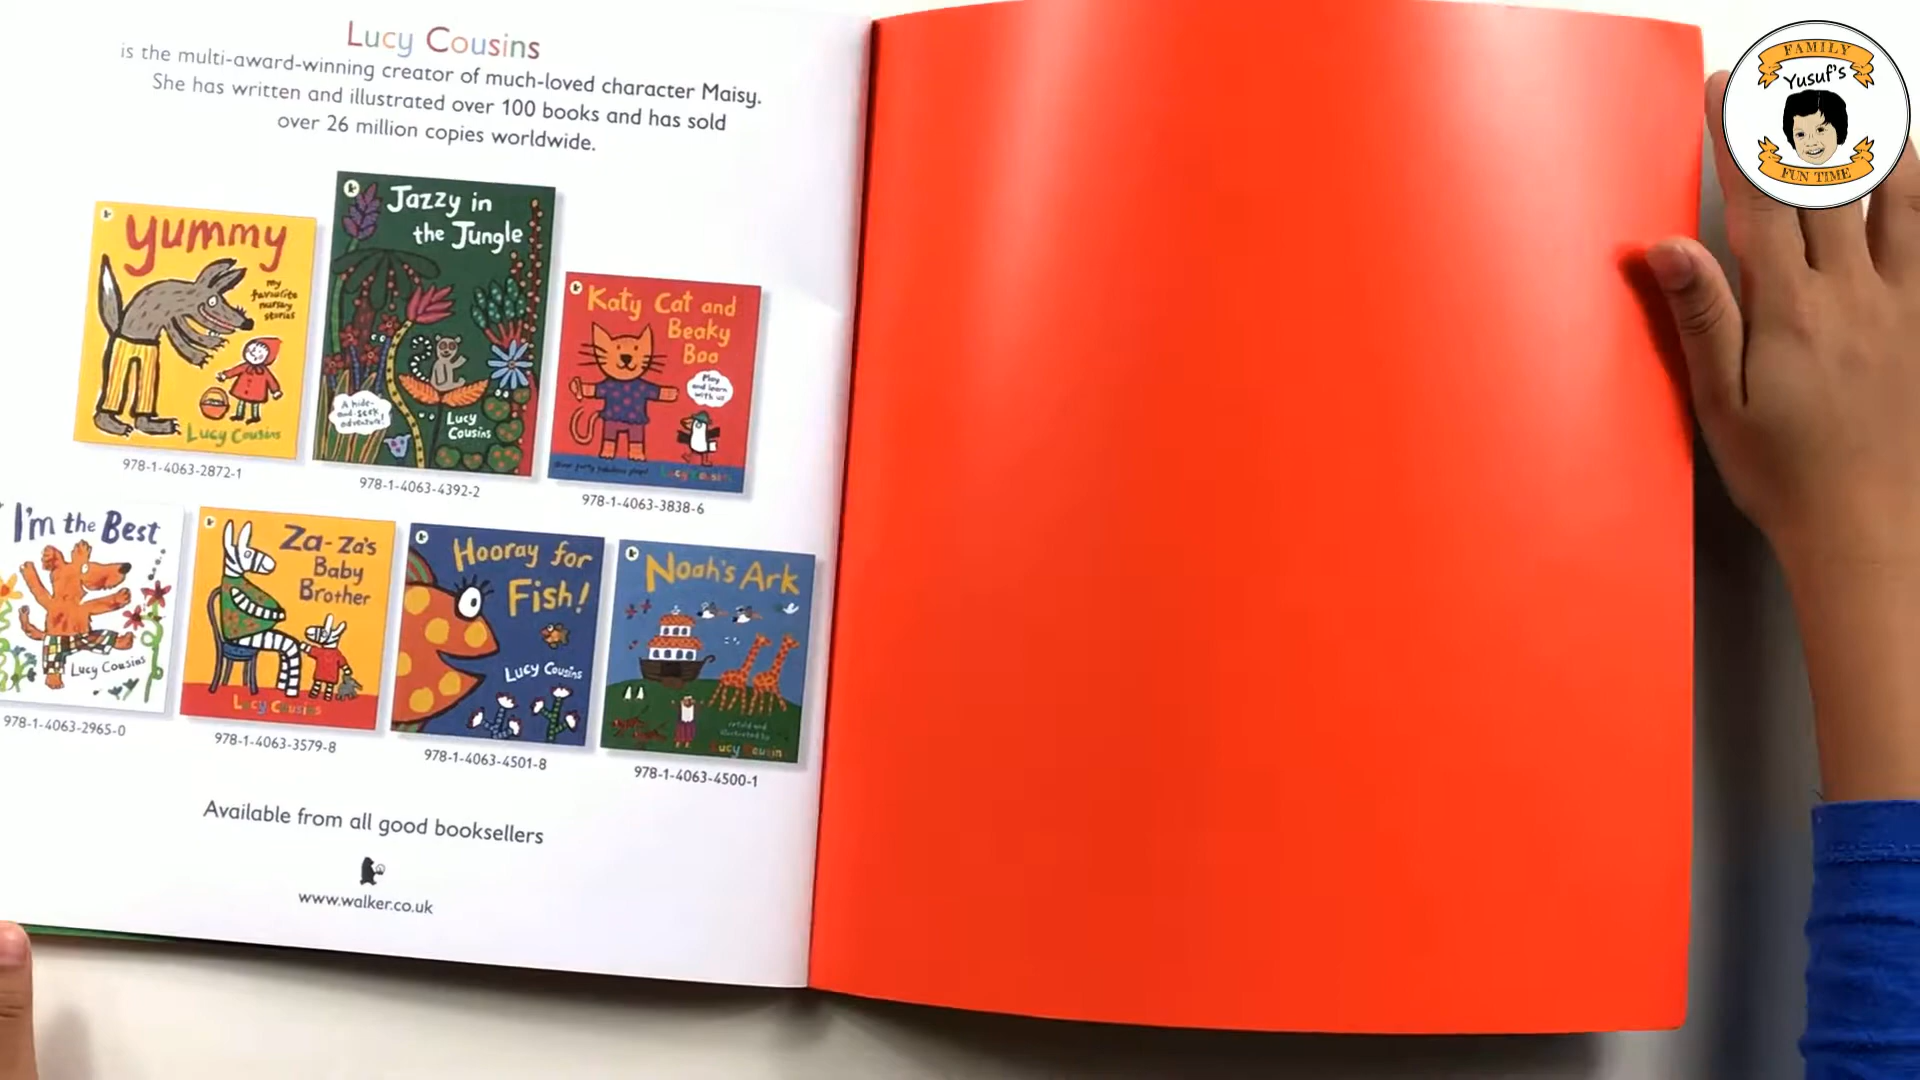 Lucy Cousins
is the multi-award-winning creator of much-loved character Maisy.
She has written and illustrated over 100 books and has sold
over 26 million copies worldwide.
Yummy
my
favourite
nursery
stories
Lucy Cousins
978-1-4063-2872-1
Jazzy in
the Jungle
A hide-
and-seek
adventure!
Lucy
Cousins
978-1-4063-4392-2
Katy Cat and
Beaky
Boo
Play
and learn
with us
Lucy Cousins
978-1-4063-3838-6
I'm the Best
Lucy Cousins
978-1-4063-2965-0
Za-Za's
Baby
Brother
Lucy Cousins
978-1-4063-3579-8
Hooray for
Fish!
Lucy Cousins
978-1-4063-4501-8
Noah's Ark
retold and
illustrated by
Lucy Cousins
978-1-4063-4500-1
Available from all good booksellers
www.walker.co.uk
FAMILY
Yusuf's
FUN TIME